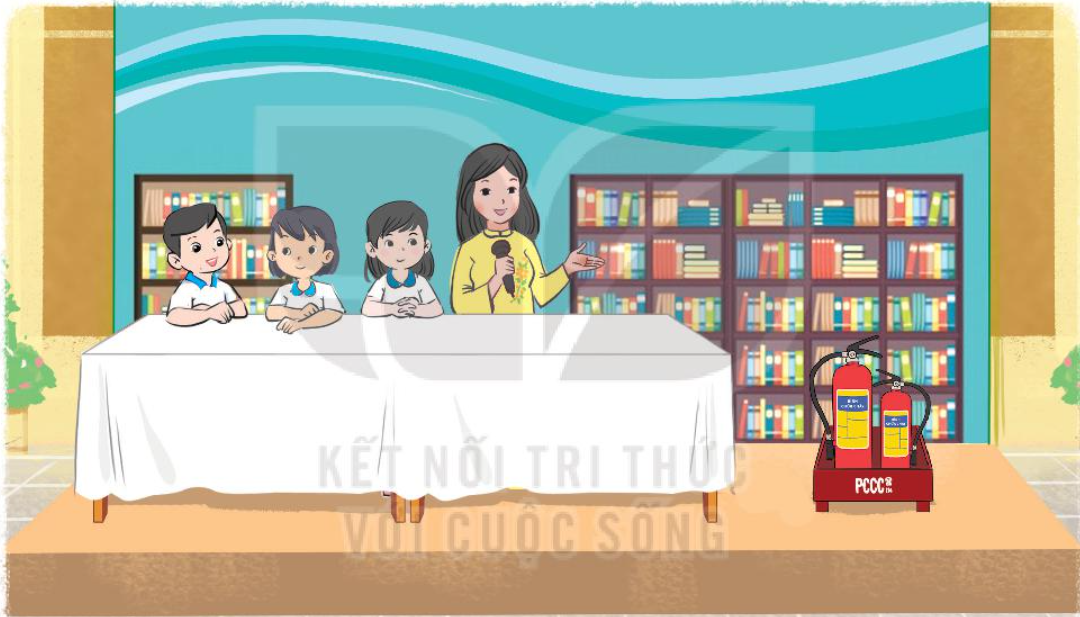 KẾT NỐI TRI THỨC
VỚI CUỘC SỐNG
PCCC